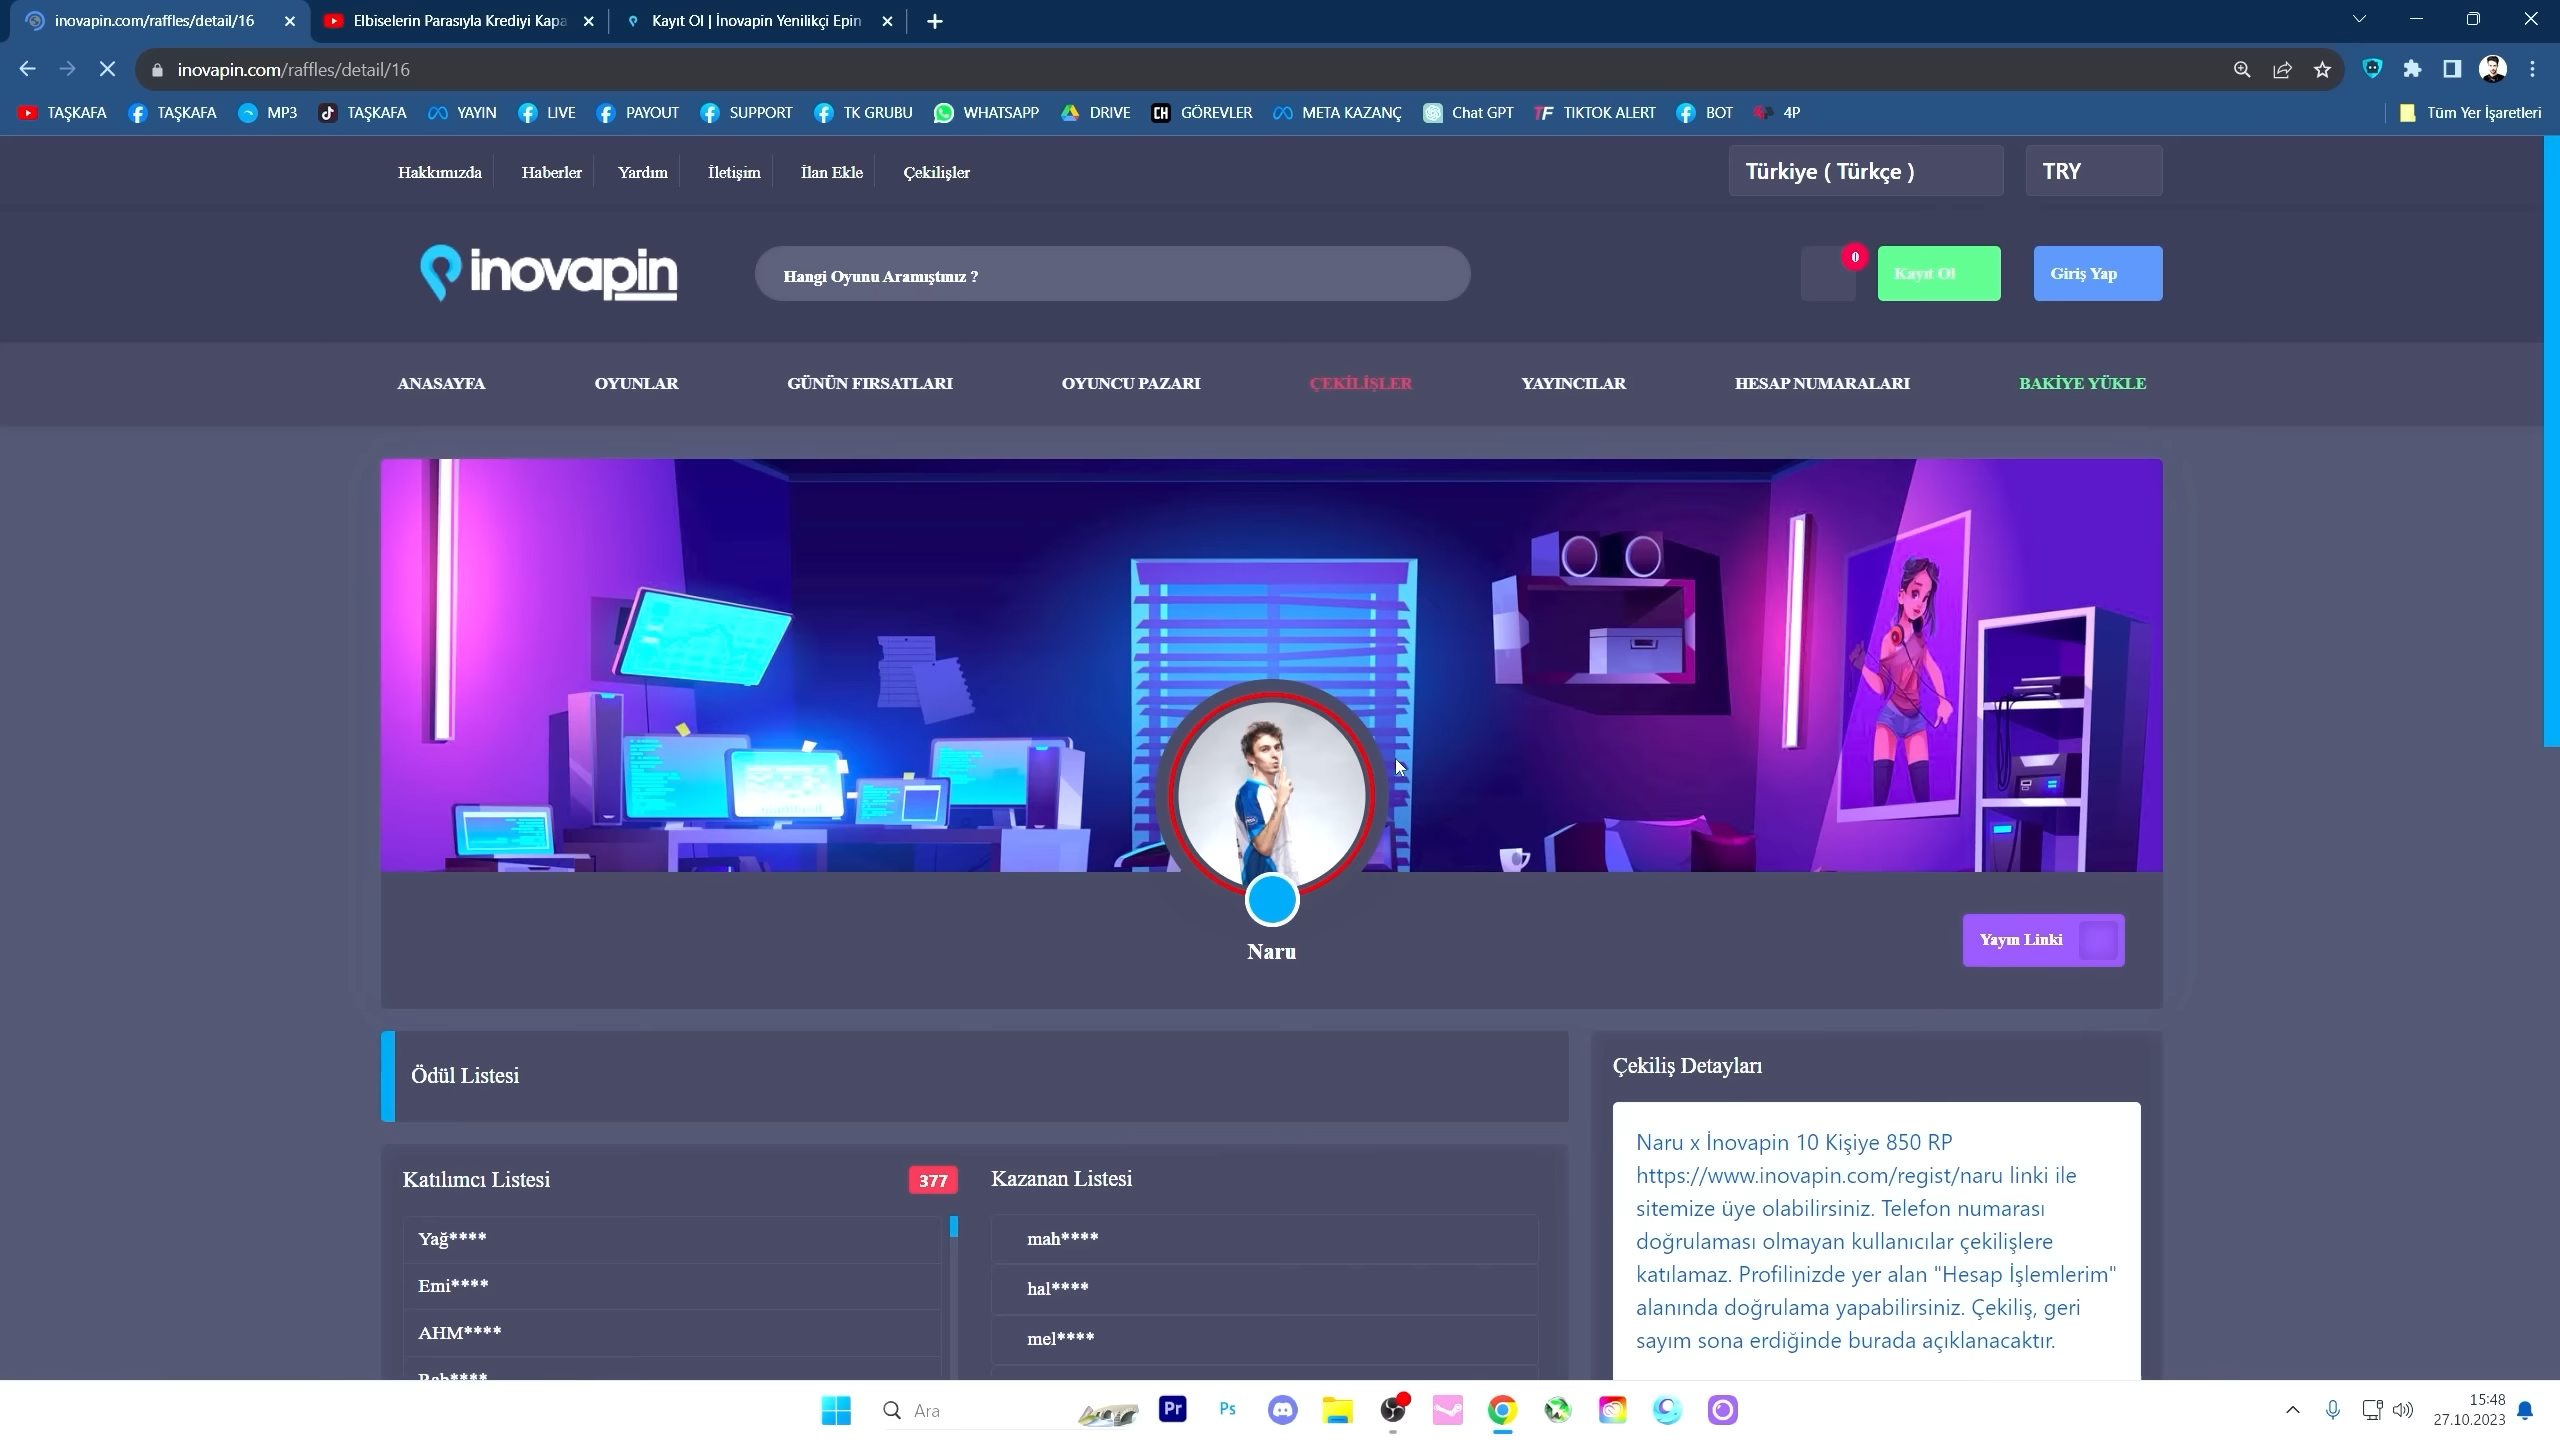 inovapin.com/raffles/detail/16
Elbiselerin Parasıyla Krediyi Kapa
Kayıt Ol | İnovapin Yenilikçi Epin
inovapin.com/raffles/detail/16
TAŞKAFA
TAŞKAFA
MP3
TAŞKAFA
YAYIN
LIVE
PAYOUT
SUPPORT
TK GRUBU
WHATSAPP
DRIVE
GÖREVLER
META KAZANÇ
Chat GPT
TIKTOK ALERT
BOT
4P
Tüm Yer İşaretleri
Hakkımızda
Haberler
Yardım
İletişim
İlan Ekle
Çekilişler
Türkiye ( Türkçe )
TRY
inovapin
Hangi Oyunu Aramıştınız ?
0
Kayıt Ol
Giriş Yap
ANASAYFA
OYUNLAR
GÜNÜN FIRSATLARI
OYUNCU PAZARI
ÇEKİLİŞLER
YAYINCILAR
HESAP NUMARALARI
BAKİYE YÜKLE
Naru
Yayın Linki
Ödül Listesi
Katılımcı Listesi
377
Yağ****
Emi****
AHM****
Kazanan Listesi
mah****
hal****
mel****
Çekiliş Detayları
Naru x İnovapin 10 Kişiye 850 RP
https://www.inovapin.com/regist/naru linki ile
sitemize üye olabilirsiniz. Telefon numarası
doğrulaması olmayan kullanıcılar çekilişlere
katılamaz. Profilinizde yer alan "Hesap İşlemlerim"
alanında doğrulama yapabilirsiniz. Çekiliş, geri
sayım sona erdiğinde burada açıklanacaktır.
Ara
Pr
Ps
15:48
27.10.2023